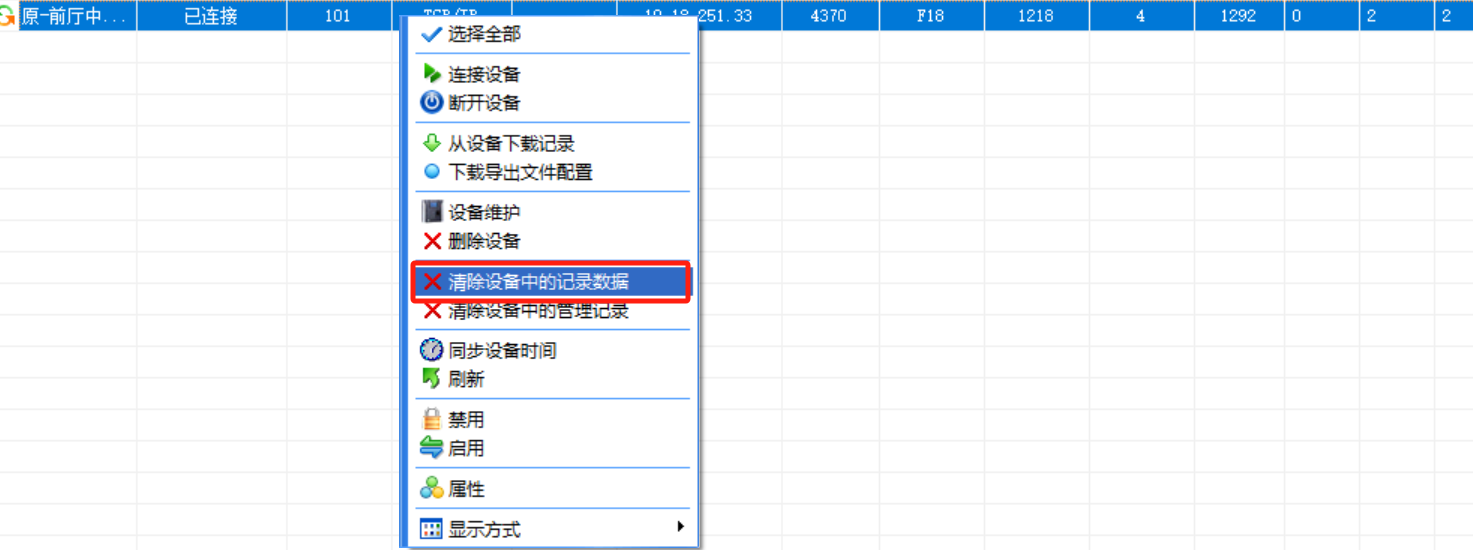 原-前厅中... 已连接 101 TCP/IP 10.18.251.33 4370 F18 1218 4 1292 0 2 2
选择全部
连接设备
断开设备
从设备下载记录
下载导出文件配置
设备维护
删除设备
清除设备中的记录数据
清除设备中的管理记录
同步设备时间
刷新
禁用
启用
属性
显示方式